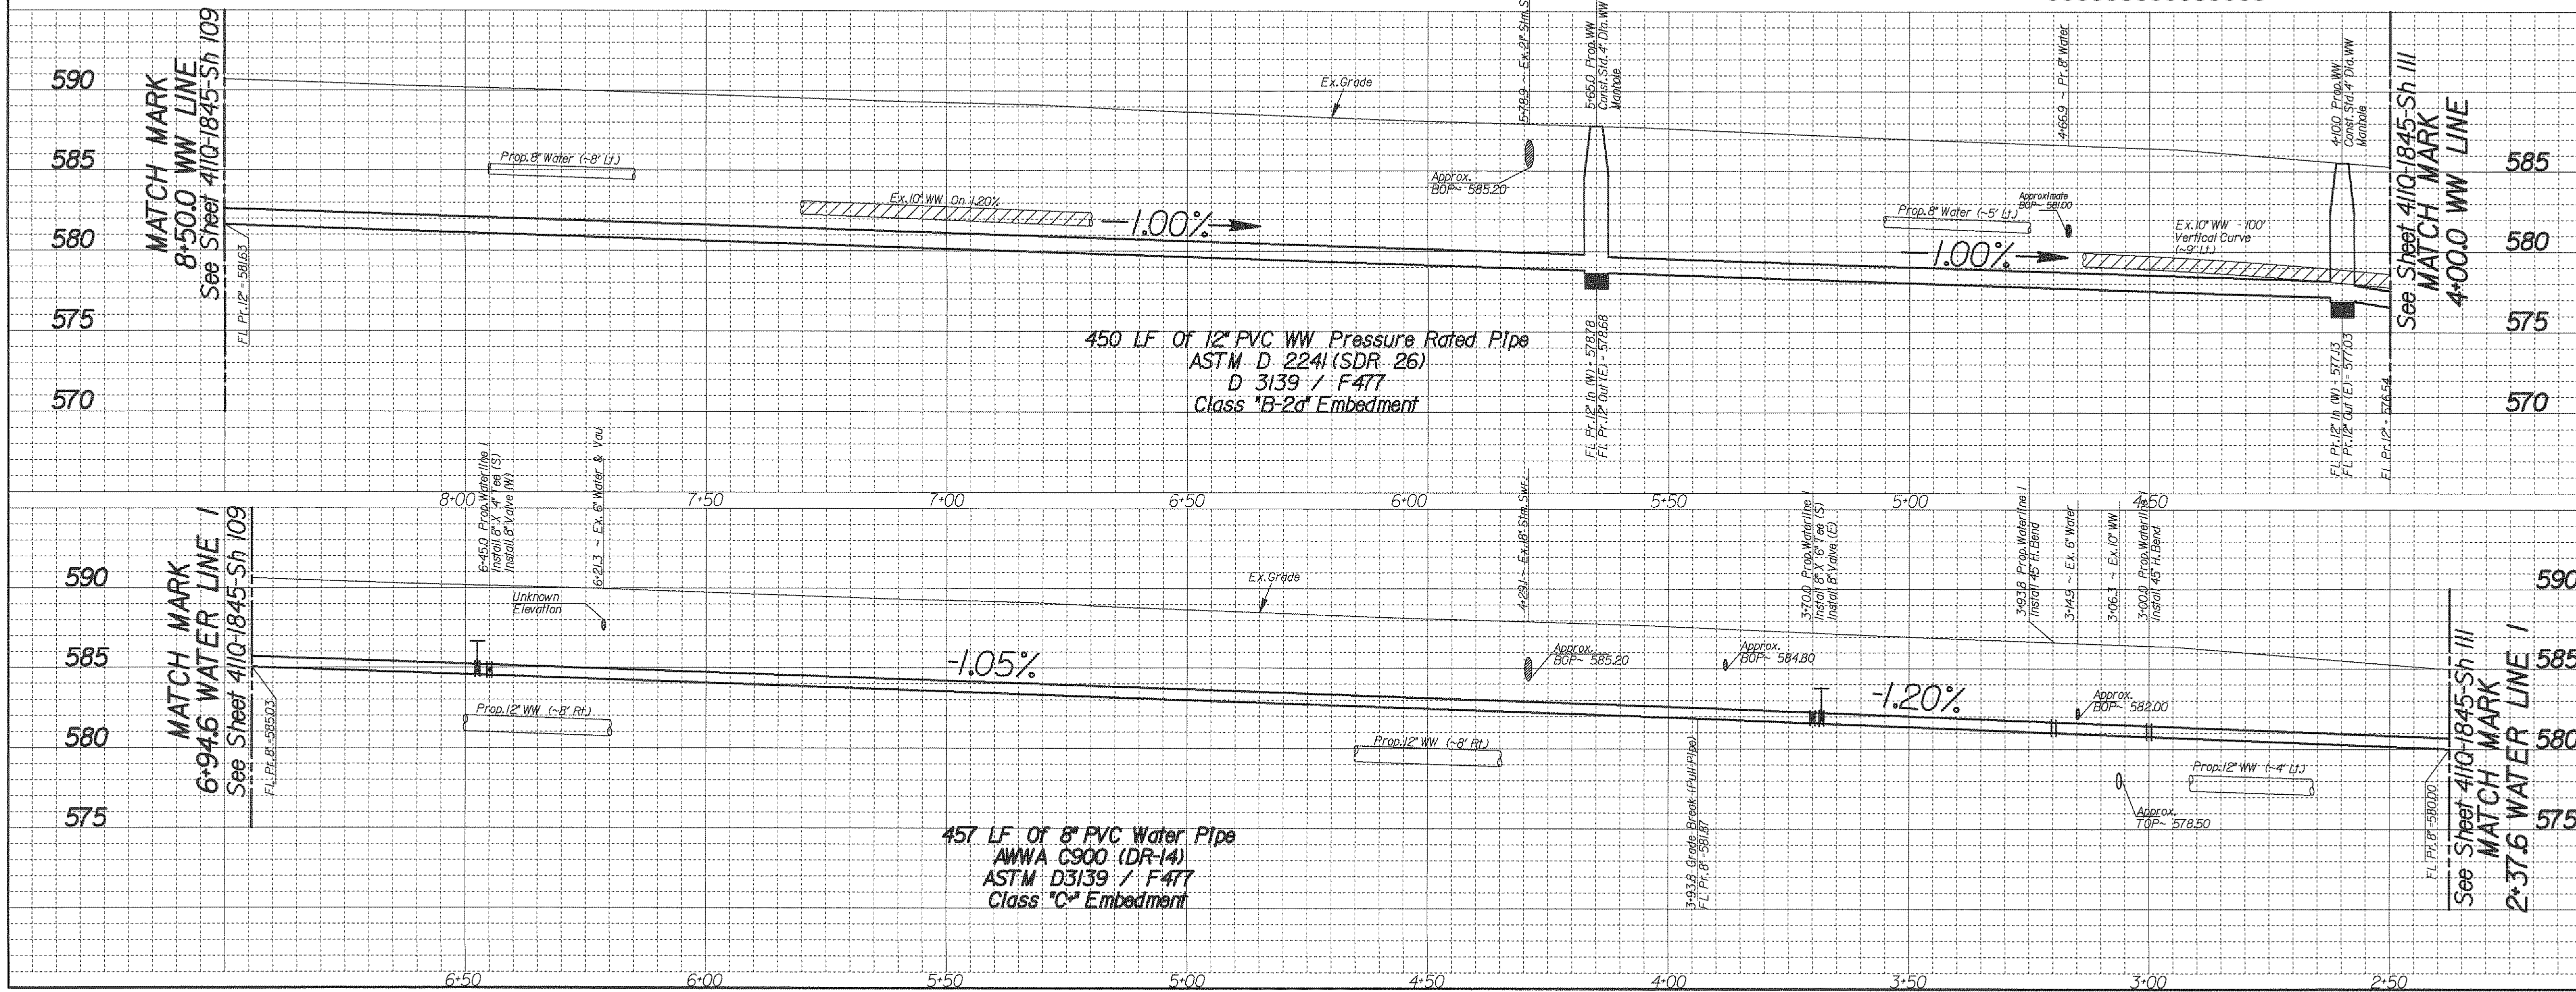 590
585
580
575
570
MATCH MARK
8+50.0 WW LINE
See Sheet 411Q-1845-Sh 109
FL Pr.12" = 581.63
Prop.8" Water (~8' Lt.)
Ex.10" WW On 1.20%
-1.00%
Ex.Grade
5+78.9 ~ Ex.21" Stm.S
Approx.
BOP~ 585.20
5+65.0 Prop.WW
Const.Std.4' Dia.WW
Manhole
FL Pr.12" In (W) = 578.78
FL Pr.12" Out (E) = 578.68
450 LF Of 12" PVC WW Pressure Rated Pipe
ASTM D 2241 (SDR 26)
D 3139 / F477
Class "B-2a" Embedment
4+66.9 ~ Pr.8" Water
Prop.8" Water (~5' Lt.)
Approximate
BOP~ 581.00
-1.00%
Ex.10" WW - 100'
Vertical Curve
(~9' Lt.)
4+10.0 Prop.WW
Const.Std.4' Dia.WW
Manhole
FL Pr.12" In (W) = 577.13
FL Pr.12" Out (E) = 577.03
FL Pr.12" = 576.54
See Sheet 411Q-1845-Sh 111
MATCH MARK
4+00.0 WW LINE
585
580
575
570
8+00
7+50
7+00
6+50
6+00
5+50
5+00
4+50
590
585
580
575
MATCH MARK
6+94.6 WATER LINE 1
See Sheet 411Q-1845-Sh 109
FL Pr.8" =585.03
6+45.0 Prop.Waterline 1
Install 8" X 4" Tee (S)
Install 8" Valve (W)
6+21.3 ~ Ex. 6" Water & Vau
Unknown
Elevation
Prop.12" WW (~8' Rt.)
-1.05%
Ex.Grade
4+29.1 ~ Ex.18" Stm. Swr.
Approx.
BOP~ 585.20
Prop.12" WW (~8' Rt.)
Approx.
BOP~ 584.80
3+70.0 Prop.Waterline 1
Install 8" X 6" Tee (S)
Install 8" Valve (E)
3+93.8 Grade Break (Pull Pipe)
FL Pr.8" =581.87
457 LF Of 8" PVC Water Pipe
AWWA C900 (DR-14)
ASTM D3139 / F477
Class "C+" Embedment
-1.20%
3+93.8 Prop.Waterline 1
Install 45° H.Bend
3+14.9 ~ Ex. 6" Water
3+06.3 ~ Ex.10" WW
3+00.0 Prop.Waterline 1
Install 45° H.Bend
Approx.
BOP~ 582.00
Approx.
TOP~ 578.50
Prop.12" WW (~4' Lt.)
FL Pr.8" =580.00
See Sheet 411Q-1845-Sh 111
MATCH MARK
2+37.6 WATER LINE 1
590
585
580
575
6+50
6+00
5+50
5+00
4+50
4+00
3+50
3+00
2+50